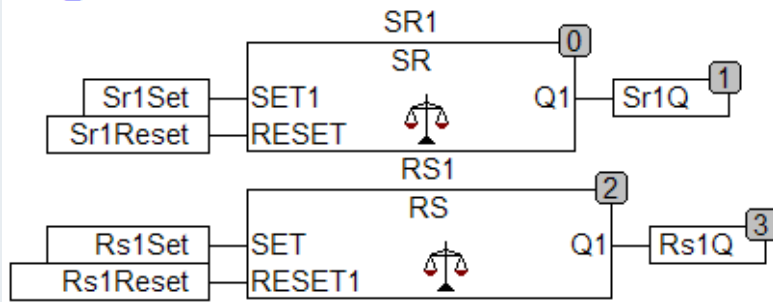 SR1
0
SR
1
Sr1Set SET1 Q1 Sr1Q
Sr1Reset RESET
RS1
2
RS
3
Rs1Set SET Q1 Rs1Q
Rs1Reset RESET1